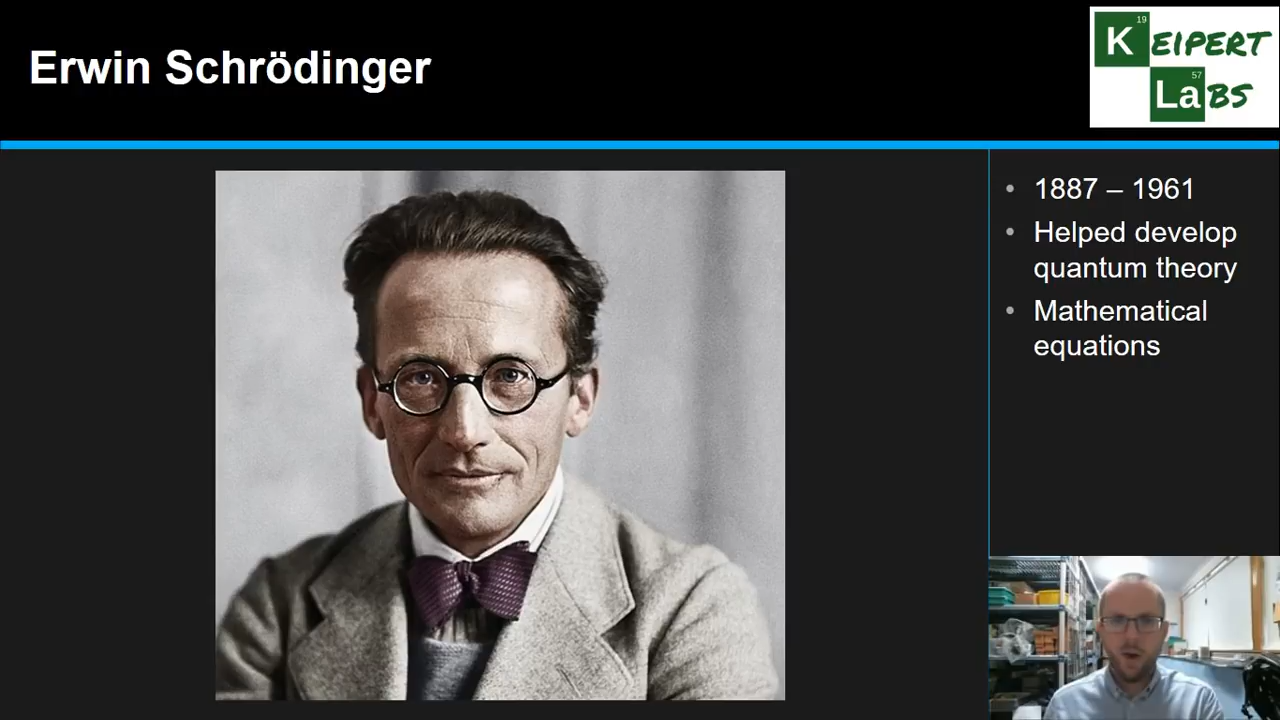 Erwin Schrödinger
19
KEIPERT
57
LaBS
• 1887 – 1961
• Helped develop
quantum theory
• Mathematical
equations